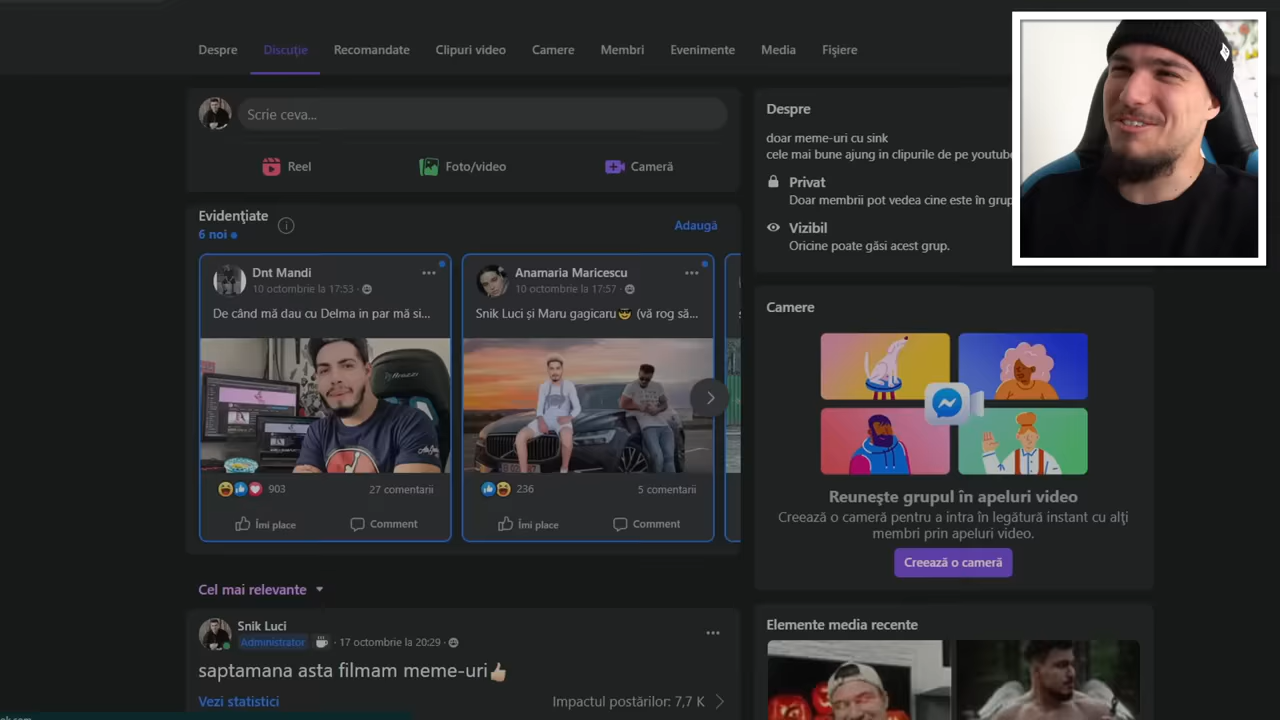 Despre
Discuție
Recomandate
Clipuri video
Camere
Membri
Evenimente
Media
Fișiere
Scrie ceva...
Reel
Foto/video
Cameră
Evidențiate
6 noi
Adaugă
Dnt Mandi
10 octombrie la 17:53 ·
De când mă dau cu Delma in par mă si...
903
27 comentarii
Îmi place
Comment
Anamaria Maricescu
10 octombrie la 17:57 ·
Snik Luci și Maru gagicaru😎 (vă rog să...
236
5 comentarii
Îmi place
Comment
Cel mai relevante
Snik Luci
Administrator
· 17 octombrie la 20:29 ·
saptamana asta filmam meme-uri👍🏻
Vezi statistici
Impactul postărilor: 7,7 K
Despre
doar meme-uri cu sink
cele mai bune ajung in clipurile de pe youtube
Privat
Doar membrii pot vedea cine este în grup
Vizibil
Oricine poate găsi acest grup.
Camere
Reunește grupul în apeluri video
Creează o cameră pentru a intra în legătură instant cu alți
membri prin apeluri video.
Creează o cameră
Elemente media recente